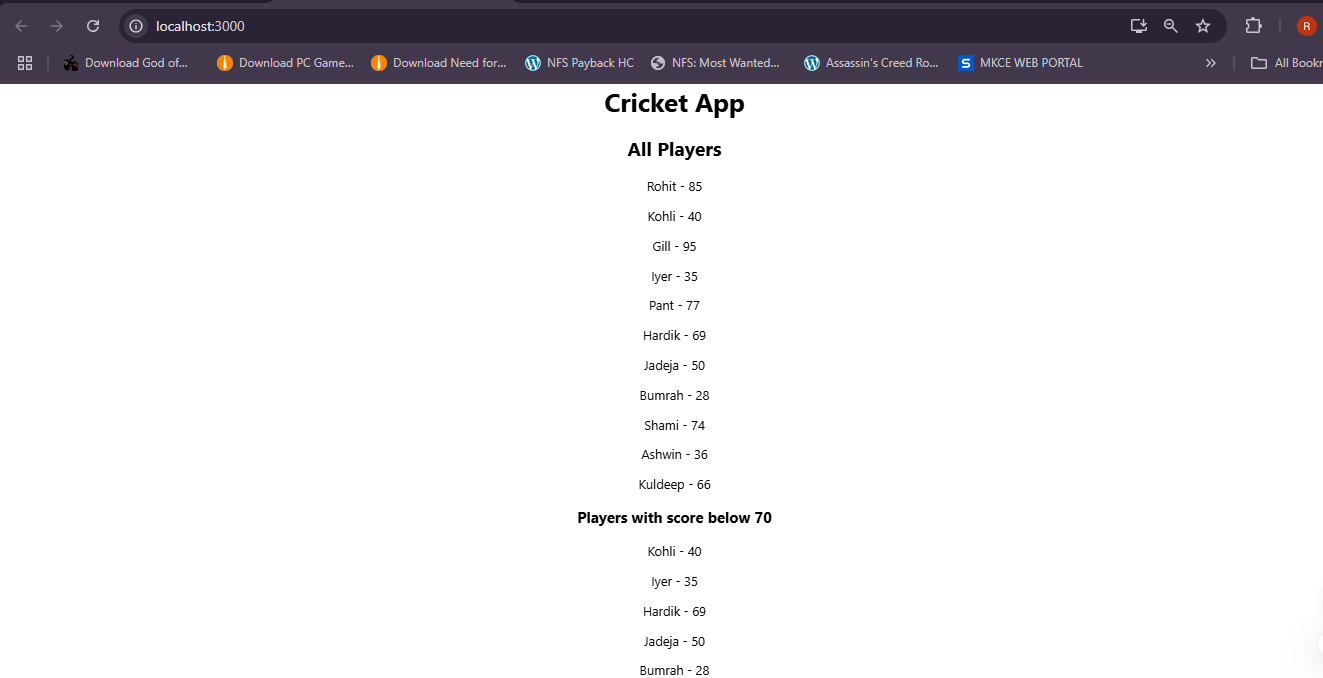 localhost:3000
R
Download God of... Download PC Game... Download Need for... NFS Payback HC NFS: Most Wanted... Assassin's Creed Ro... S MKCE WEB PORTAL » All Bookr
Cricket App
All Players
Rohit - 85
Kohli - 40
Gill - 95
Iyer - 35
Pant - 77
Hardik - 69
Jadeja - 50
Bumrah - 28
Shami - 74
Ashwin - 36
Kuldeep - 66
Players with score below 70
Kohli - 40
Iyer - 35
Hardik - 69
Jadeja - 50
Bumrah - 28